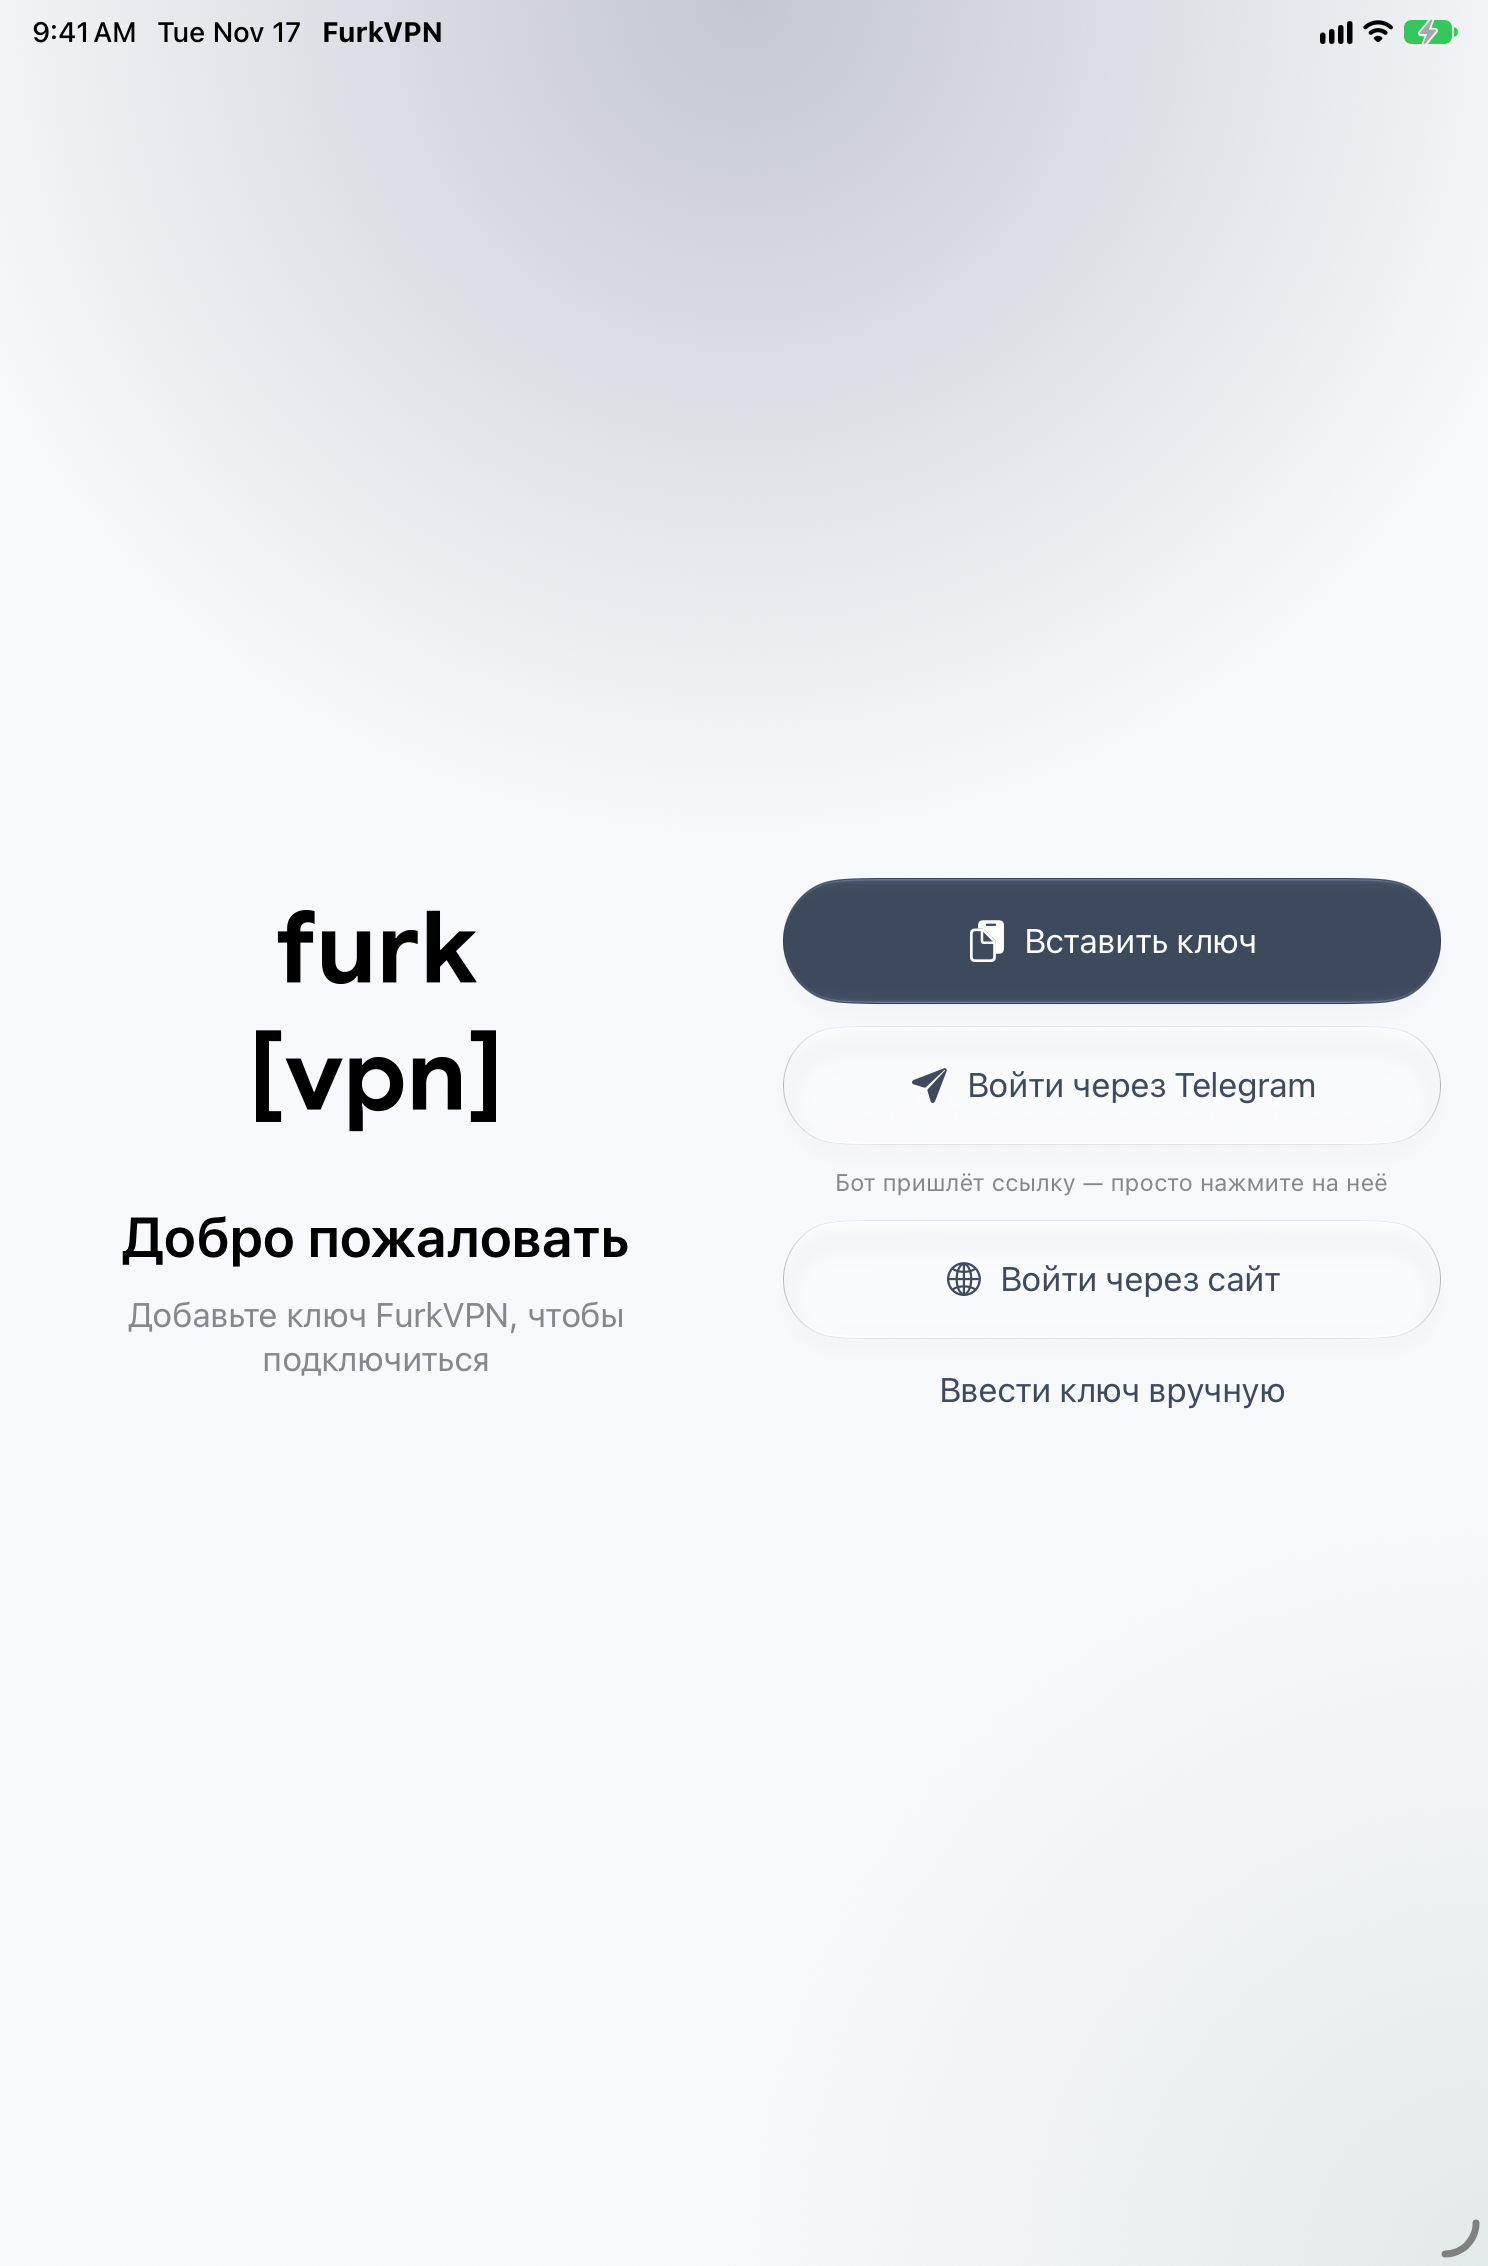 9:41 AM Tue Nov 17 FurkVPN
furk
[vpn]
Добро пожаловать
Добавьте ключ FurkVPN, чтобы
подключиться
Вставить ключ
Войти через Telegram
Бот пришлёт ссылку — просто нажмите на неё
Войти через сайт
Ввести ключ вручную